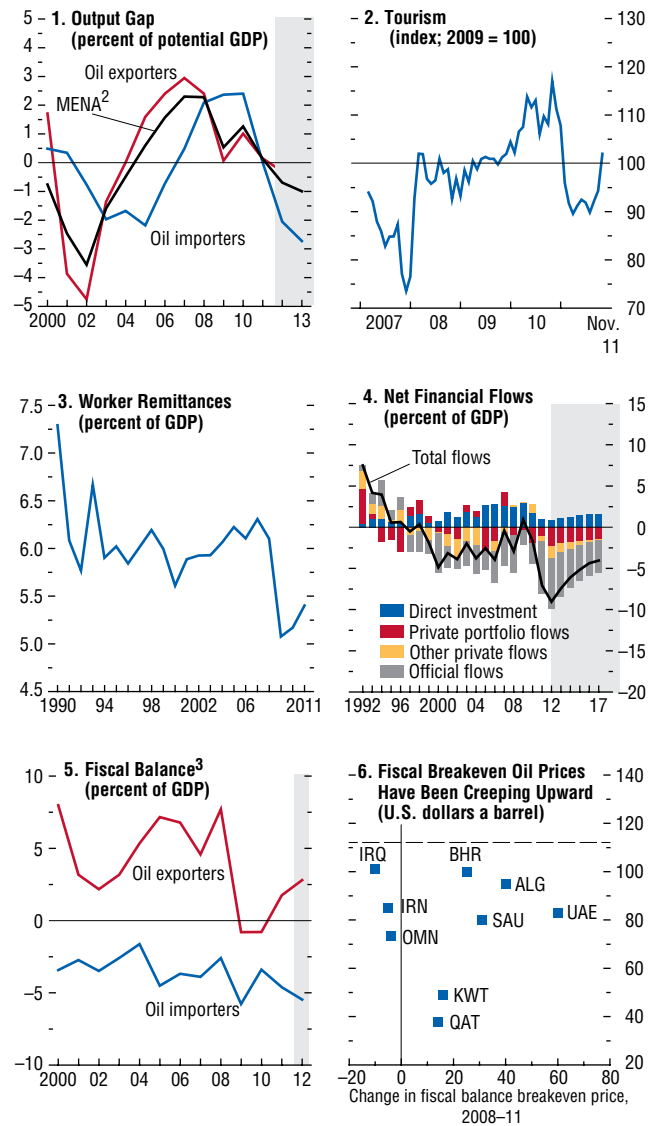 1. Output Gap
(percent of potential GDP)
5
4
3
2
1
0
–1
–2
–3
–4
–5
Oil exporters
MENA2
Oil importers
2000 02 04 06 08 10 13
2. Tourism
(index; 2009 = 100)
130
120
110
100
90
80
70
2007 08 09 10 Nov.
11
3. Worker Remittances
(percent of GDP)
7.5
7.0
6.5
6.0
5.5
5.0
4.5
1990 94 98 2002 06 2011
4. Net Financial Flows
(percent of GDP)
15
10
5
0
–5
–10
–15
–20
Total flows
Direct investment
Private portfolio flows
Other private flows
Official flows
1992 96 2000 04 08 12 17
5. Fiscal Balance3
(percent of GDP)
10
5
0
–5
–10
Oil exporters
Oil importers
2000 02 04 06 08 10 12
6. Fiscal Breakeven Oil Prices
Have Been Creeping Upward
(U.S. dollars a barrel)
140
120
100
80
60
40
20
IRQ
BHR
ALG
IRN
SAU
UAE
OMN
KWT
QAT
–20 0 20 40 60 80
Change in fiscal balance breakeven price,
2008–11